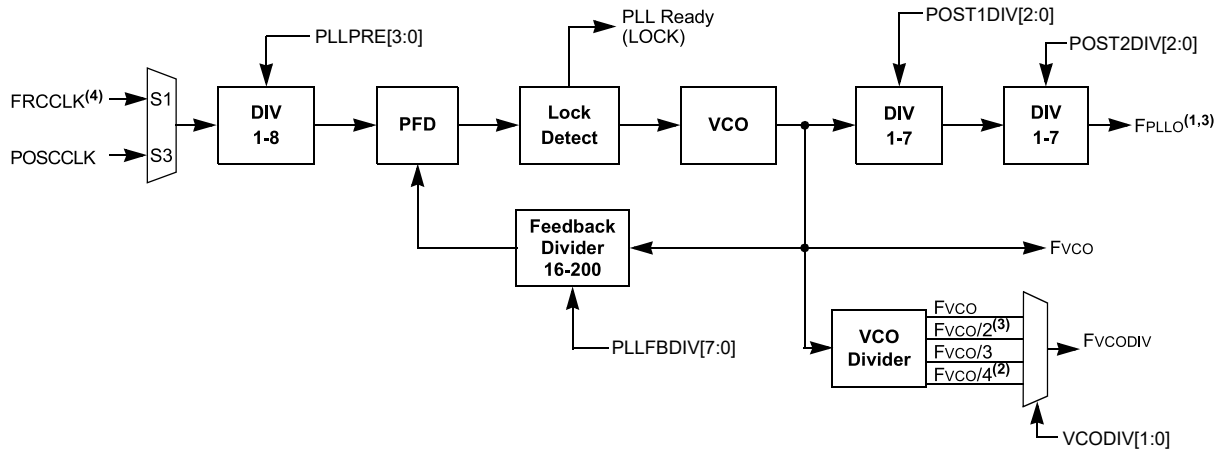 PLL Ready
(LOCK)
POST1DIV[2:0]
PLLPRE[3:0]
POST2DIV[2:0]
FRCCLK(4)
S1
DIV
1-8
PFD
Lock
Detect
VCO
DIV
1-7
DIV
1-7
FPLLO(1,3)
POSCCLK
S3
Feedback
Divider
16-200
FVCO
PLLFBDIV[7:0]
VCO
Divider
FVCO
FVCO/2(3)
FVCO/3
FVCO/4(2)
FVCODIV
VCODIV[1:0]